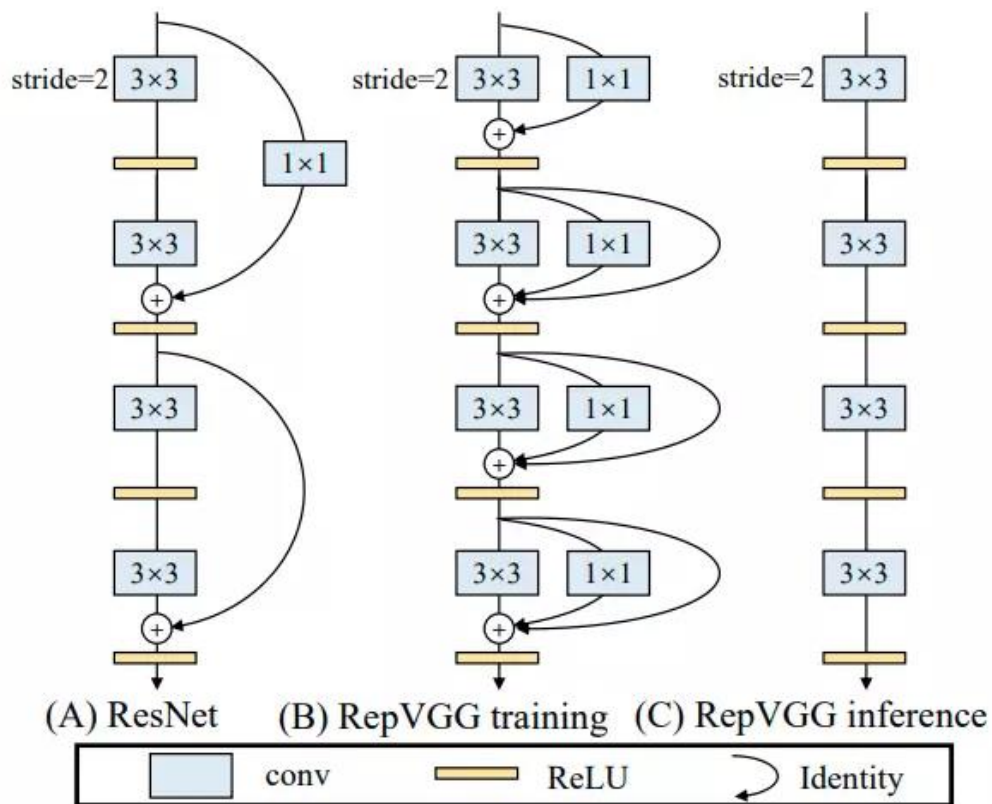 stride=2 3×3 stride=2 3×3 1×1 stride=2 3×3
1×1
+
3×3 3×3 1×1 3×3
+ +
3×3 3×3 1×1 3×3
+
3×3 3×3 1×1 3×3
+ +
(A) ResNet (B) RepVGG training (C) RepVGG inference
conv ReLU Identity